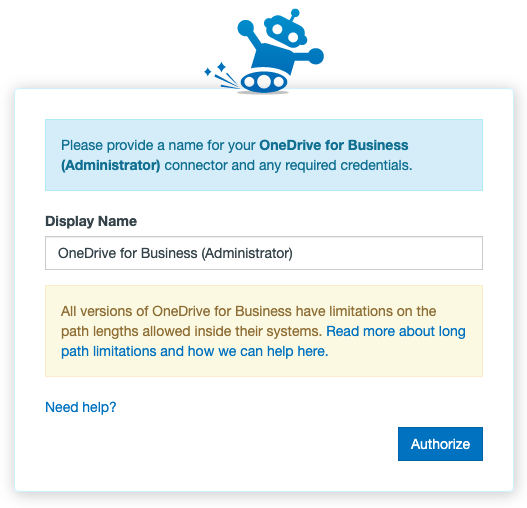 Please provide a name for your OneDrive for Business
(Administrator) connector and any required credentials.
Display Name
OneDrive for Business (Administrator)
All versions of OneDrive for Business have limitations on the
path lengths allowed inside their systems. Read more about long
path limitations and how we can help here.
Need help?
Authorize